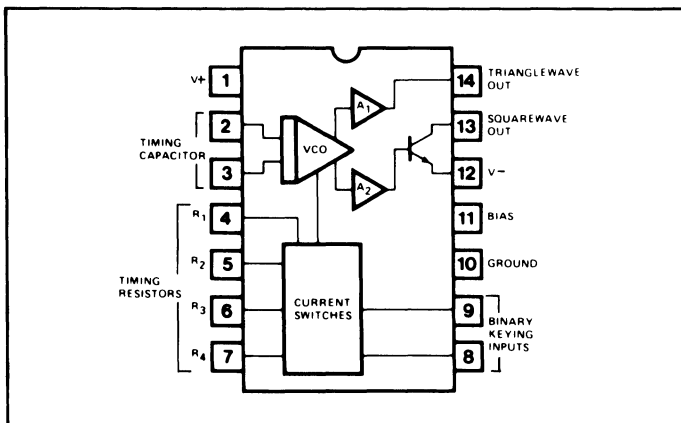 V+ 1
2
TIMING
CAPACITOR
3
R1 4
R2 5
TIMING
RESISTORS
R3 6
R4 7
VCO
A1
A2
CURRENT
SWITCHES
14 TRIANGLEWAVE
OUT
13 SQUAREWAVE
OUT
12 V−
11 BIAS
10 GROUND
9
BINARY
KEYING
INPUTS
8